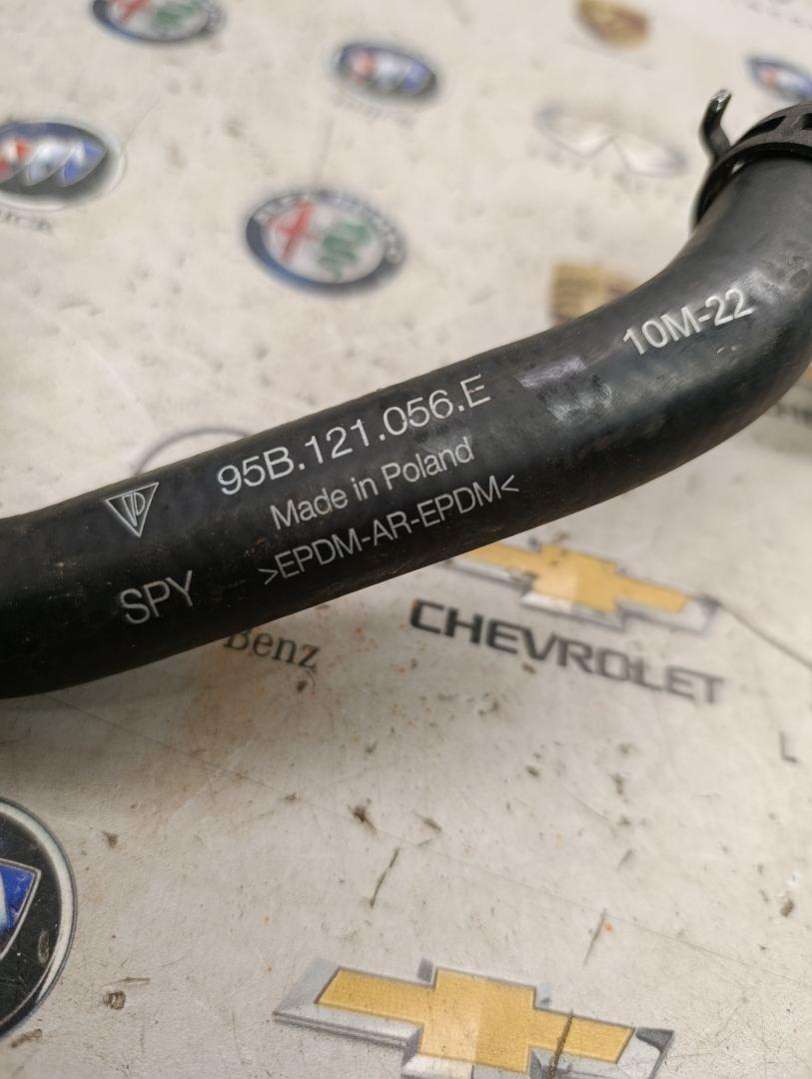 10M-22
95B.121.056.E
Made in Poland
>EPDM-AR-EPDM<
SPY
Benz
CHEVROLET